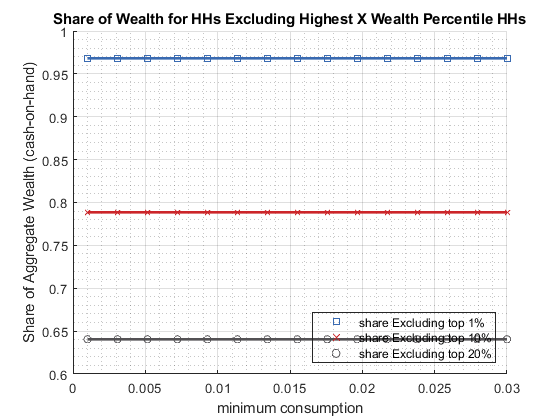 Share of Wealth for HHs Excluding Highest X Wealth Percentile HHs
1
0.95
0.9
0.85
0.8
0.75
0.7
0.65
0.6
Share of Aggregate Wealth (cash-on-hand)
share Excluding top 1%
share Excluding top 10%
share Excluding top 20%
0
0.005
0.01
0.015
0.02
0.025
0.03
minimum consumption